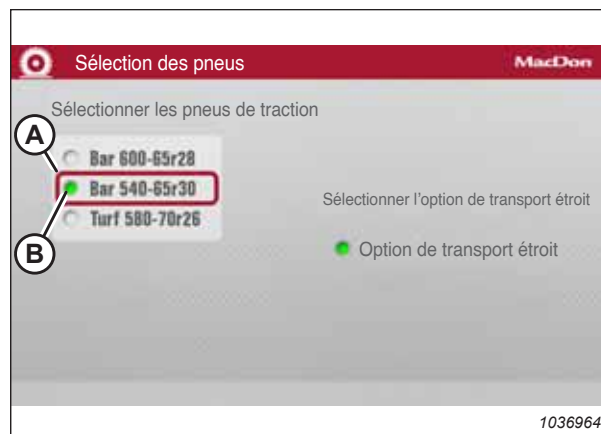 Sélection des pneus
MacDon
Sélectionner les pneus de traction
A
Bar 600-65r28
Bar 540-65r30
Turf 580-70r26
B
Sélectionner l'option de transport étroit
Option de transport étroit
1036964